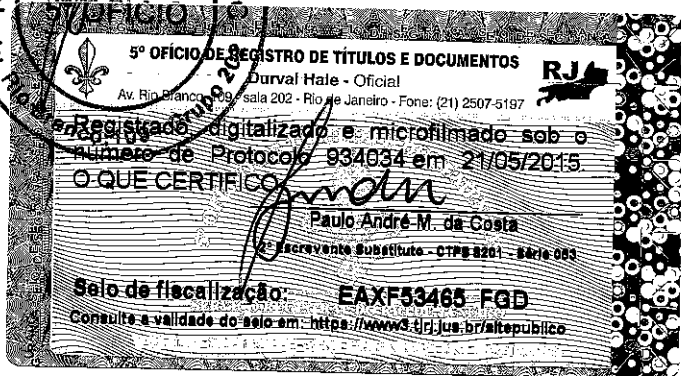 5º OFÍCIO
5º OFÍCIO DE REGISTRO DE TÍTULOS E DOCUMENTOS
Durval Hale - Oficial
RJ
Av. Rio Branco, 109 - sala 202 - Rio de Janeiro - Fone: (21) 2507-5197
Registrado, digitalizado e microfilmado sob o
número de Protocolo 934034 em 21/05/2015.
O QUE CERTIFICO
Paulo André M. da Costa
2º Escrevente Substituto - CTPS 8201 - Série 053
Selo de fiscalização: EAXF53465 FGD
Consulte a validade do selo em: https://www3.tjrj.jus.br/sitepublico